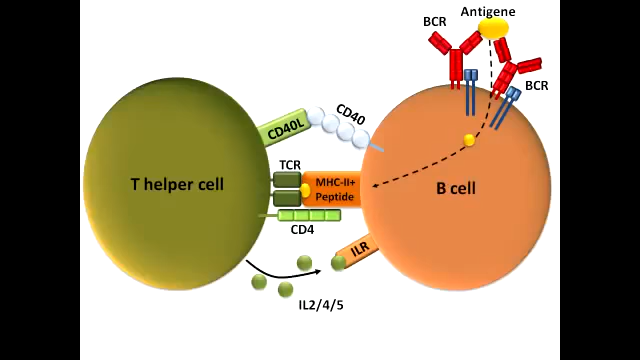 Antigene
BCR
BCR
CD40L
CD40
TCR
MHC-II+
Peptide
T helper cell
B cell
CD4
ILR
IL2/4/5